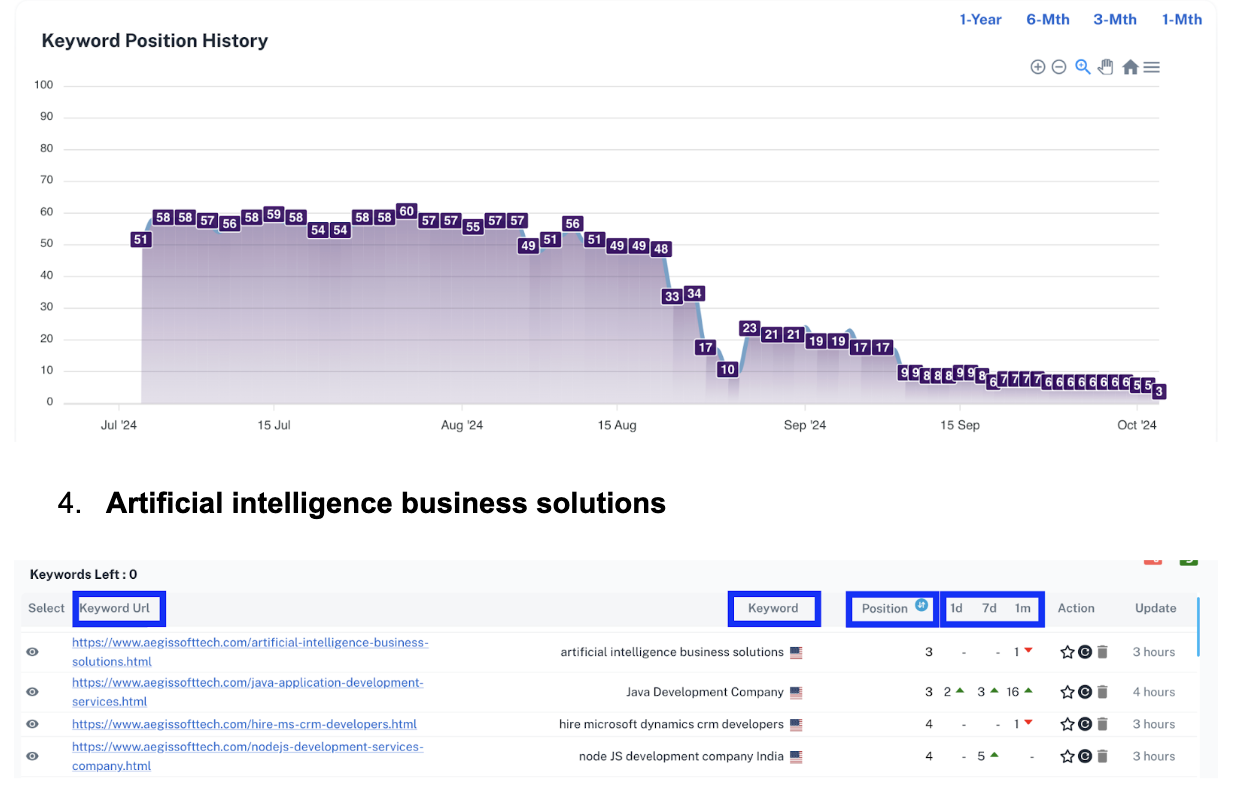 1-Year 6-Mth 3-Mth 1-Mth
Keyword Position History
100
90
80
70
60
50
40
30
20
10
0
51 58 58 57 56 58 59 58 54 54 58 58 60 57 57 55 57 57 49 51 56 51 49 49 48 33 34 17 10 23 21 21 19 19 17 17 9 9 8 8 8 9 9 8 6 7 7 7 7 6 6 6 6 6 6 6 6 5 5 3
Jul '24 15 Jul Aug '24 15 Aug Sep '24 15 Sep Oct '24
4. Artificial intelligence business solutions
Keywords Left : 0
Select Keyword Url Keyword Position 1d 7d 1m Action Update
https://www.aegissofttech.com/artificial-intelligence-business-
solutions.html
artificial intelligence business solutions 3 - - 1 3 hours
https://www.aegissofttech.com/java-application-development-
services.html
Java Development Company 3 2 3 16 4 hours
https://www.aegissofttech.com/hire-ms-crm-developers.html hire microsoft dynamics crm developers 4 - - 1 3 hours
https://www.aegissofttech.com/nodejs-development-services-
company.html
node JS development company India 4 - 5 - 3 hours